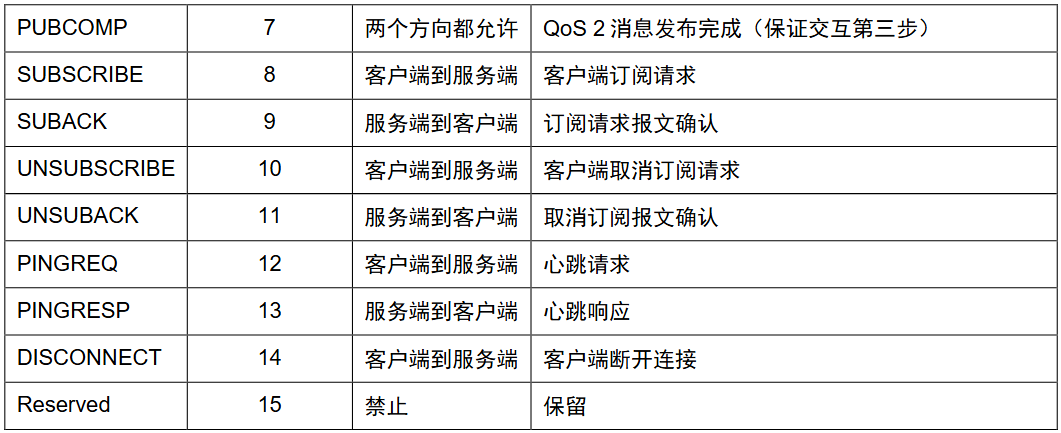 PUBCOMP 7 两个方向都允许 QoS 2 消息发布完成（保证交互第三步）
SUBSCRIBE 8 客户端到服务端 客户端订阅请求
SUBACK 9 服务端到客户端 订阅请求报文确认
UNSUBSCRIBE 10 客户端到服务端 客户端取消订阅请求
UNSUBACK 11 服务端到客户端 取消订阅报文确认
PINGREQ 12 客户端到服务端 心跳请求
PINGRESP 13 服务端到客户端 心跳响应
DISCONNECT 14 客户端到服务端 客户端断开连接
Reserved 15 禁止 保留